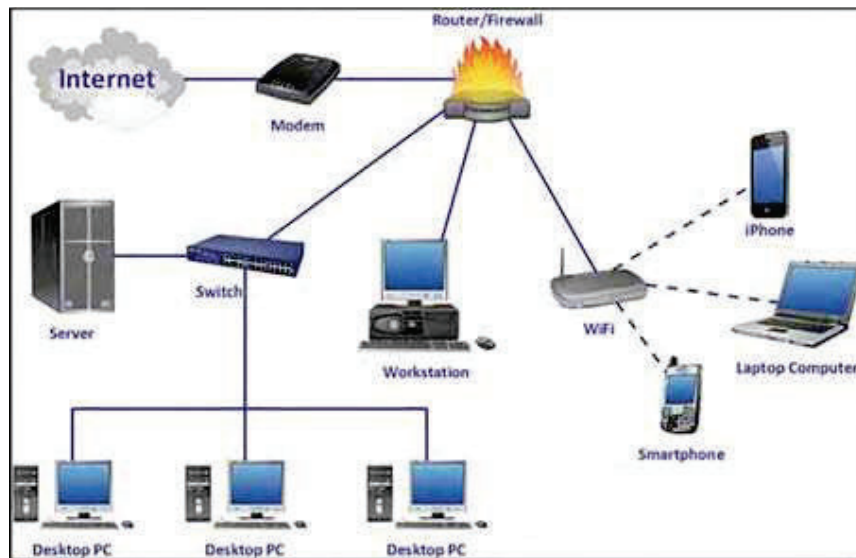 Router/Firewall
Internet
Modem
iPhone
Switch
Server
WiFi
Workstation
Laptop Computer
Smartphone
Desktop PC
Desktop PC
Desktop PC